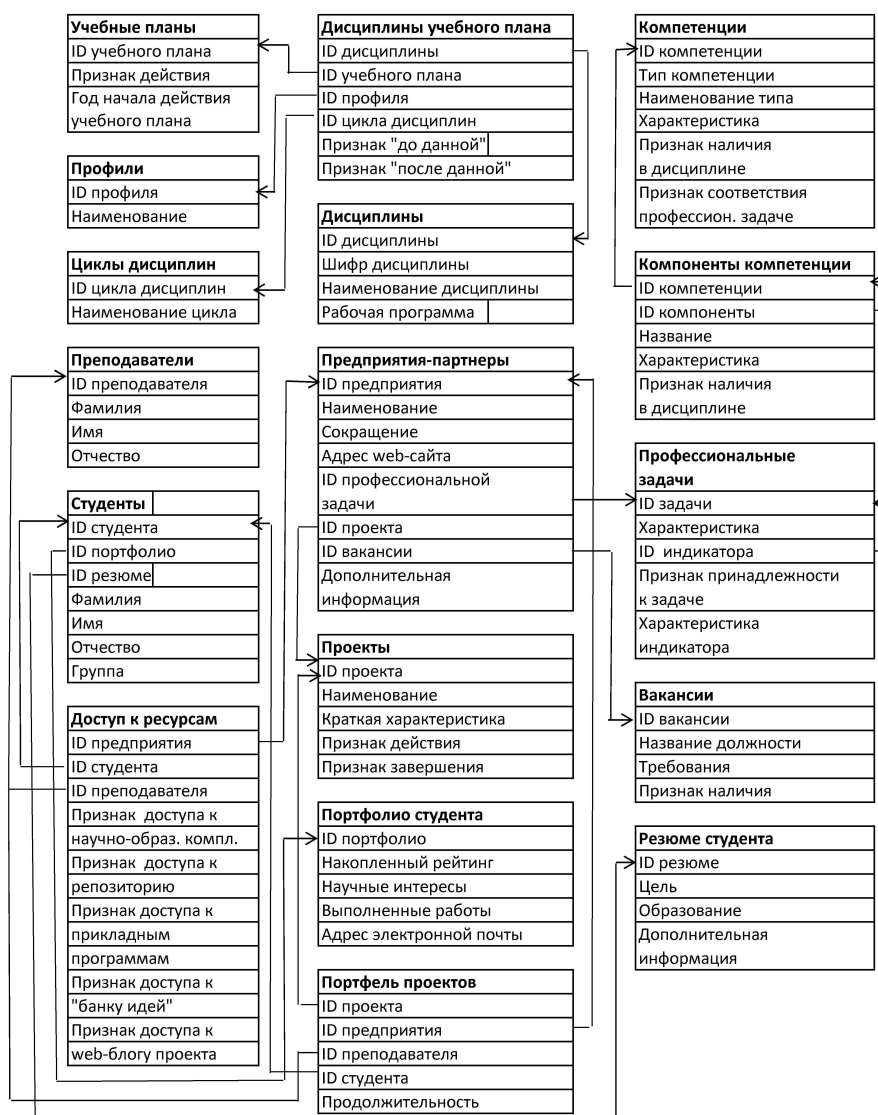 Учебные планы
ID учебного плана
Признак действия
Год начала действия
учебного плана
Профили
ID профиля
Наименование
Циклы дисциплин
ID цикла дисциплин
Наименование цикла
Преподаватели
ID преподавателя
Фамилия
Имя
Отчество
Студенты
ID студента
ID портфолио
ID резюме
Фамилия
Имя
Отчество
Группа
Доступ к ресурсам
ID предприятия
ID студента
ID преподавателя
Признак доступа к
научно-образ. компл.
Признак доступа к
репозиторию
Признак доступа к
прикладным
программам
Признак доступа к
"банку идей"
Признак доступа к
web-блогу проекта
Дисциплины учебного плана
ID дисциплины
ID учебного плана
ID профиля
ID цикла дисциплин
Признак "до данной"
Признак "после данной"
Дисциплины
ID дисциплины
Шифр дисциплины
Наименование дисциплины
Рабочая программа
Предприятия-партнеры
ID предприятия
Наименование
Сокращение
Адрес web-сайта
ID профессиональной
задачи
ID проекта
ID вакансии
Дополнительная
информация
Проекты
ID проекта
Наименование
Краткая характеристика
Признак действия
Признак завершения
Портфолио студента
ID портфолио
Накопленный рейтинг
Научные интересы
Выполненные работы
Адрес электронной почты
Портфель проектов
ID проекта
ID предприятия
ID преподавателя
ID студента
Продолжительность
Компетенции
ID компетенции
Тип компетенции
Наименование типа
Характеристика
Признак наличия
в дисциплине
Признак соответствия
профессион. задаче
Компоненты компетенции
ID компетенции
ID компоненты
Название
Характеристика
Признак наличия
в дисциплине
Профессиональные
задачи
ID задачи
Характеристика
ID индикатора
Признак принадлежности
к задаче
Характеристика
индикатора
Вакансии
ID вакансии
Название должности
Требования
Признак наличия
Резюме студента
ID резюме
Цель
Образование
Дополнительная
информация